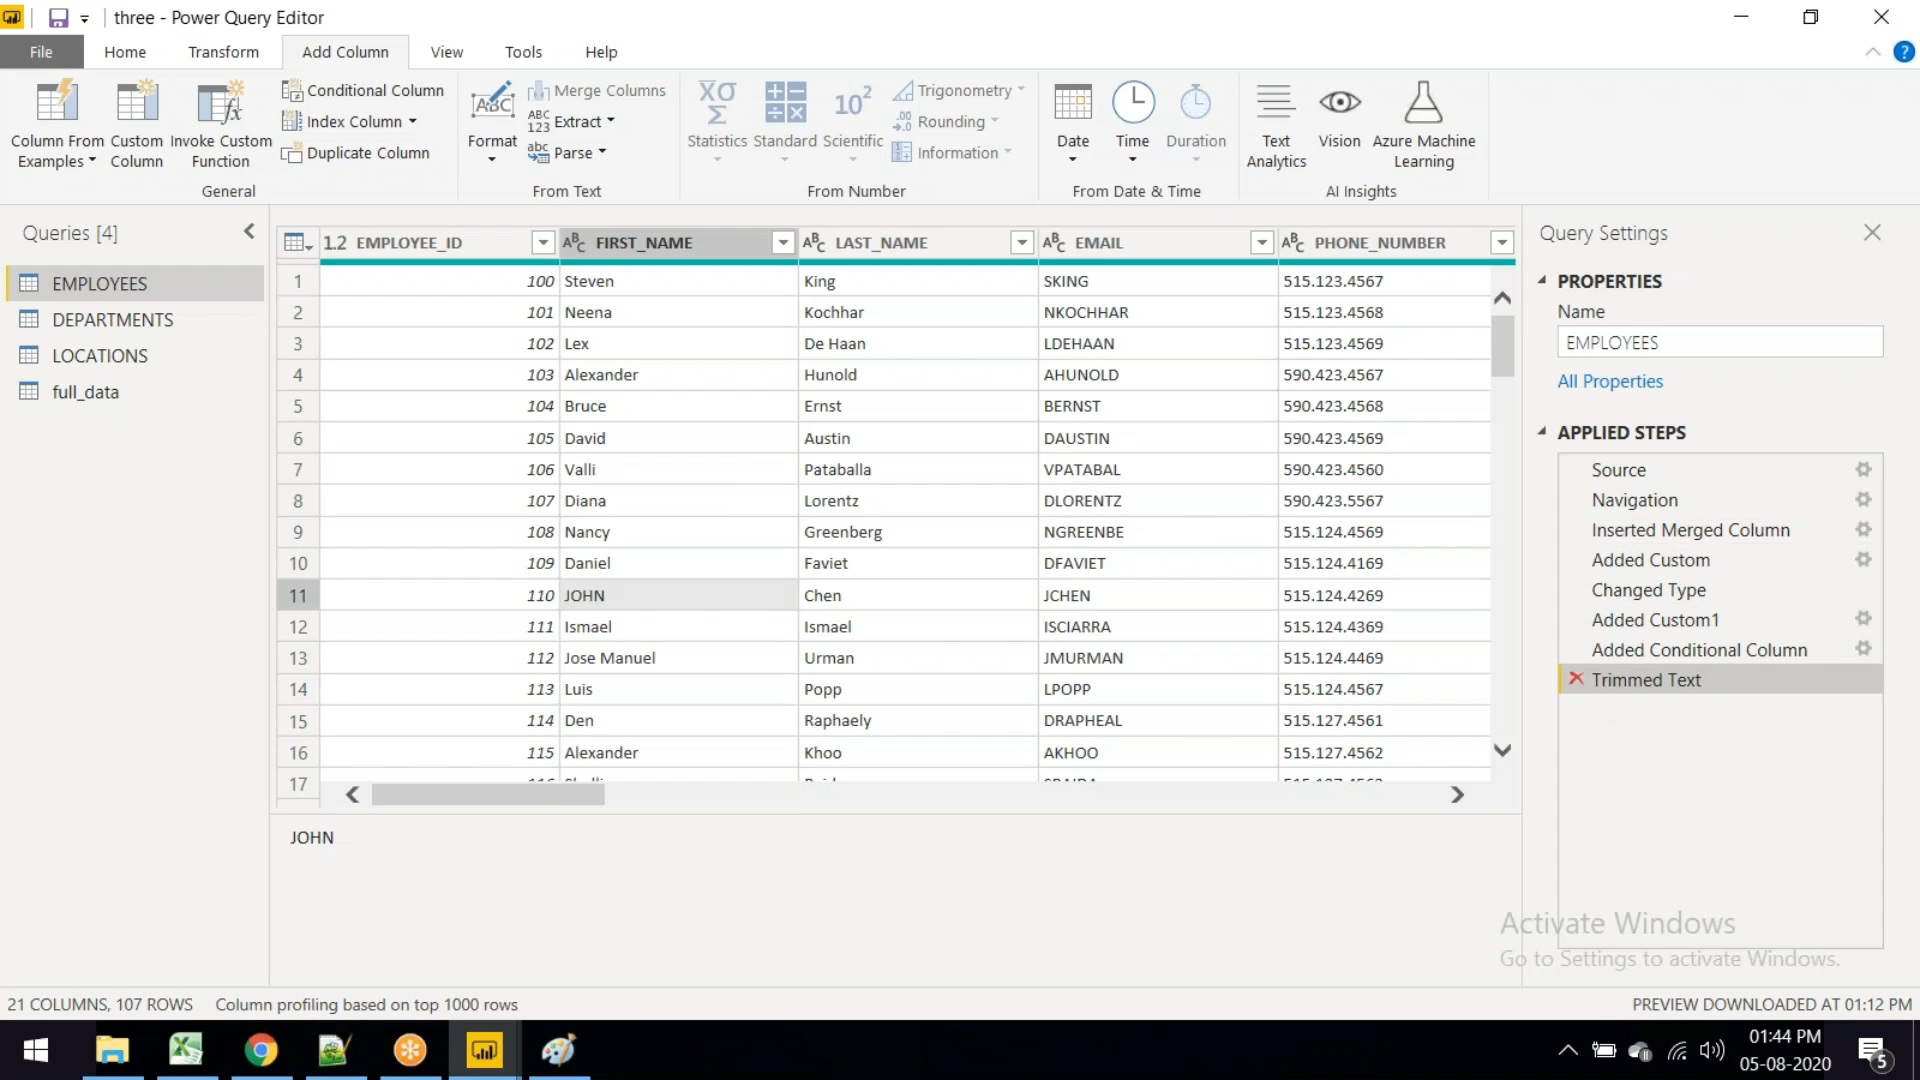 three - Power Query Editor
File Home Transform Add Column View Tools Help
Column From Examples
Custom Column
Invoke Custom Function
Conditional Column
Index Column
Duplicate Column
General
Format
Merge Columns
Extract
Parse
From Text
Statistics
Standard
Scientific
Trigonometry
Rounding
Information
From Number
Date
Time
Duration
From Date & Time
Text Analytics
Vision
Azure Machine Learning
AI Insights
Queries [4]
EMPLOYEES
DEPARTMENTS
LOCATIONS
full_data
1.2 EMPLOYEE_ID ABC FIRST_NAME ABC LAST_NAME ABC EMAIL ABC PHONE_NUMBER
1 100 Steven King SKING 515.123.4567
2 101 Neena Kochhar NKOCHHAR 515.123.4568
3 102 Lex De Haan LDEHAAN 515.123.4569
4 103 Alexander Hunold AHUNOLD 590.423.4567
5 104 Bruce Ernst BERNST 590.423.4568
6 105 David Austin DAUSTIN 590.423.4569
7 106 Valli Pataballa VPATABAL 590.423.4560
8 107 Diana Lorentz DLORENTZ 590.423.5567
9 108 Nancy Greenberg NGREENBE 515.124.4569
10 109 Daniel Faviet DFAVIET 515.124.4169
11 110 JOHN Chen JCHEN 515.124.4269
12 111 Ismael Ismael ISCIARRA 515.124.4369
13 112 Jose Manuel Urman JMURMAN 515.124.4469
14 113 Luis Popp LPOPP 515.124.4567
15 114 Den Raphaely DRAPHEAL 515.127.4561
16 115 Alexander Khoo AKHOO 515.127.4562
17
JOHN
Query Settings
PROPERTIES
Name
EMPLOYEES
All Properties
APPLIED STEPS
Source
Navigation
Inserted Merged Column
Added Custom
Changed Type
Added Custom1
Added Conditional Column
Trimmed Text
Activate Windows
Go to Settings to activate Windows.
21 COLUMNS, 107 ROWS Column profiling based on top 1000 rows
PREVIEW DOWNLOADED AT 01:12 PM
01:44 PM
05-08-2020
5